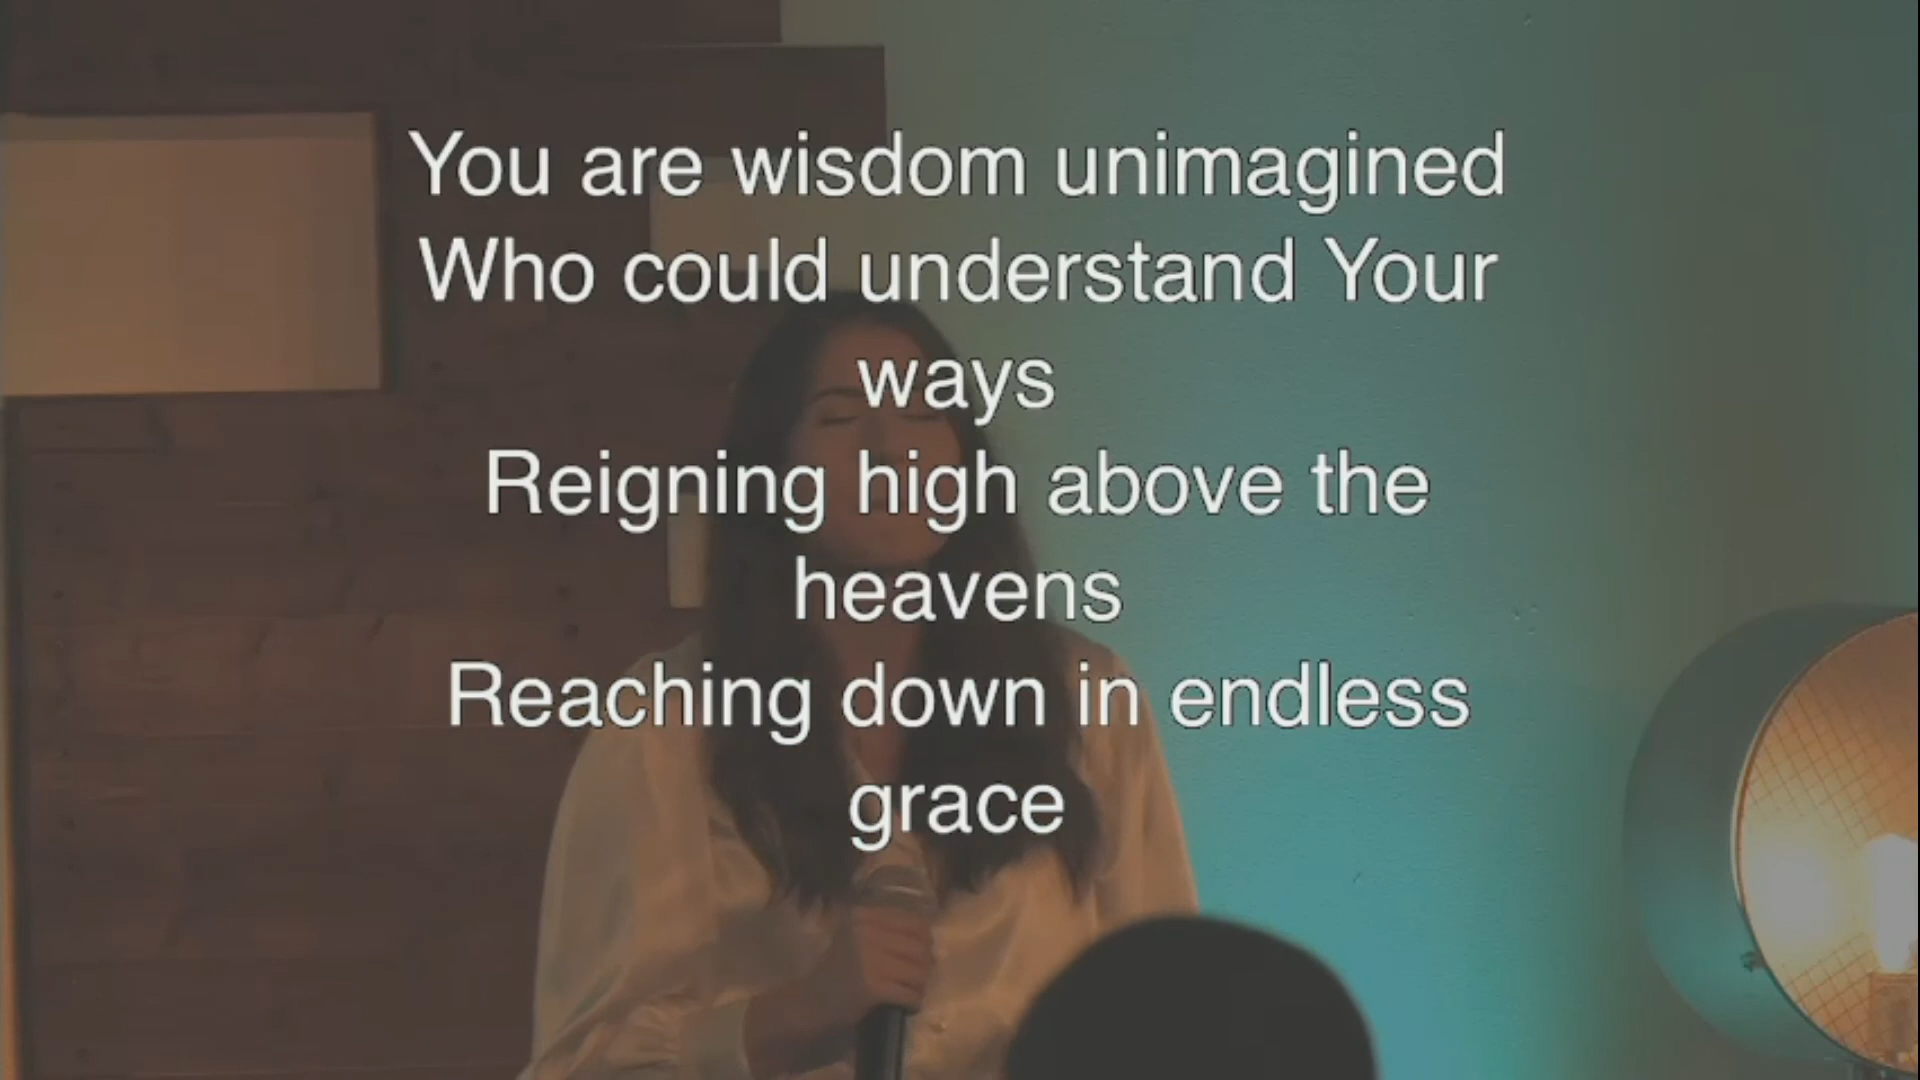 You are wisdom unimagined
Who could understand Your
ways
Reigning high above the
heavens
Reaching down in endless
grace